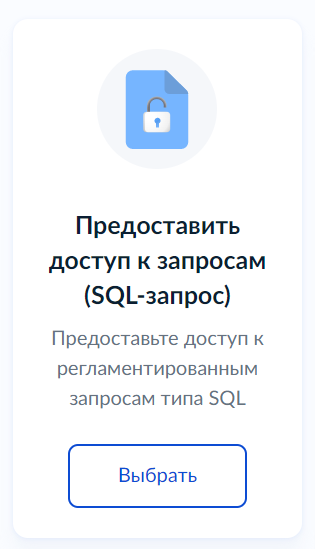 Предоставить
доступ к запросам
(SQL-запрос)
Предоставьте доступ к
регламентированным
запросам типа SQL
Выбрать